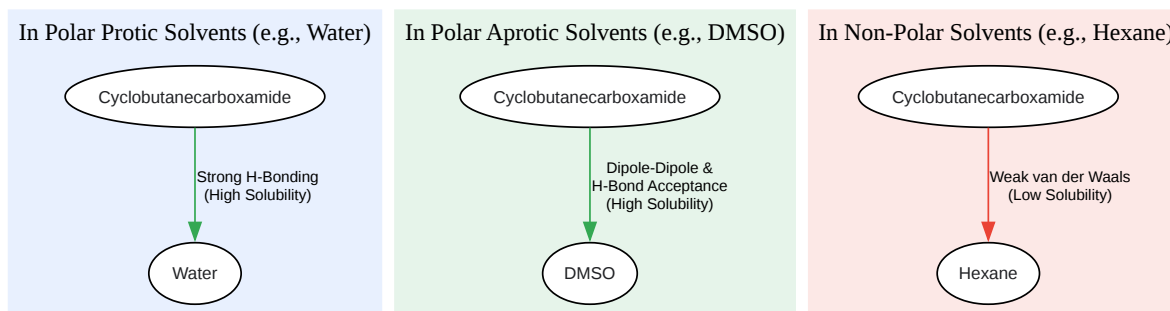 In Polar Protic Solvents (e.g., Water)
Cyclobutanecarboxamide
Strong H-Bonding
(High Solubility)
Water
In Polar Aprotic Solvents (e.g., DMSO)
Cyclobutanecarboxamide
Dipole-Dipole &
H-Bond Acceptance
(High Solubility)
DMSO
In Non-Polar Solvents (e.g., Hexane)
Cyclobutanecarboxamide
Weak van der Waals
(Low Solubility)
Hexane